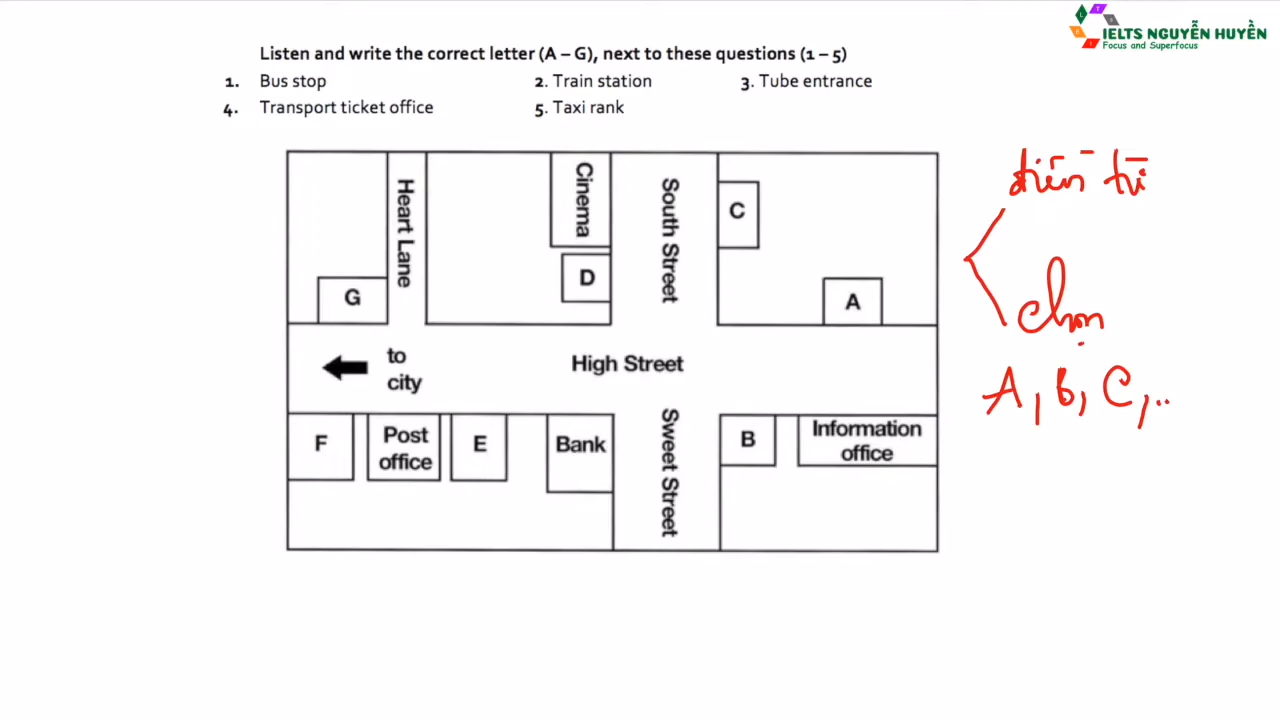 IELTS NGUYỄN HUYỀN
Focus and Superfocus
Listen and write the correct letter (A – G), next to these questions (1 – 5)
1. Bus stop 2. Train station 3. Tube entrance
4. Transport ticket office 5. Taxi rank
Heart Lane
Cinema
South Street
C
D
G
A
to
city
High Street
F
Post
office
E
Bank
Sweet Street
B
Information
office
điền từ
chọn
A, B, C, ..